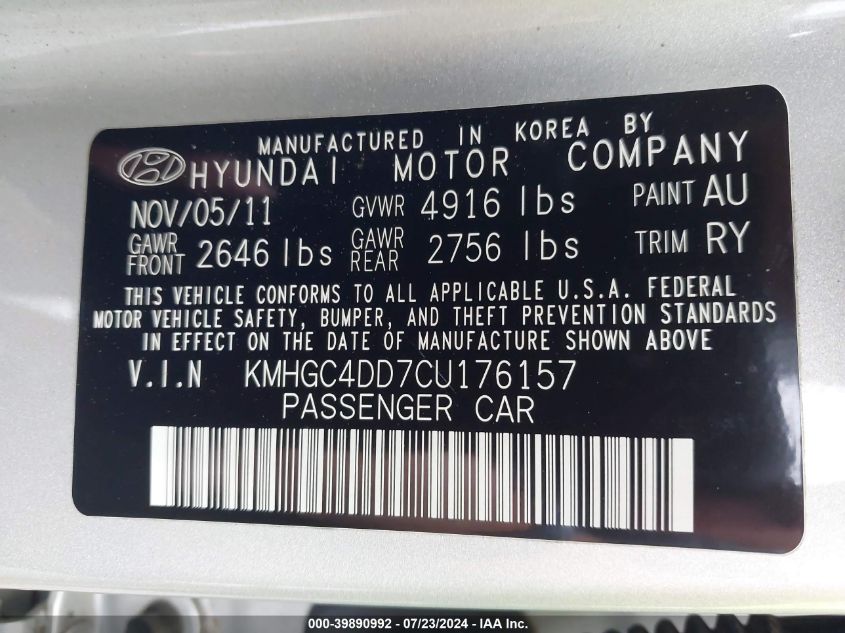 MANUFACTURED IN KOREA BY
HYUNDAI MOTOR COMPANY
NOV/05/11 GVWR 4916 lbs PAINT AU
GAWR FRONT 2646 lbs GAWR REAR 2756 lbs TRIM RY
THIS VEHICLE CONFORMS TO ALL APPLICABLE U.S.A. FEDERAL
MOTOR VEHICLE SAFETY, BUMPER, AND THEFT PREVENTION STANDARDS
IN EFFECT ON THE DATE OF MANUFACTURE SHOWN ABOVE
V.I.N KMHGC4DD7CU176157
PASSENGER CAR
000-39890992 - 07/23/2024 - IAA Inc.